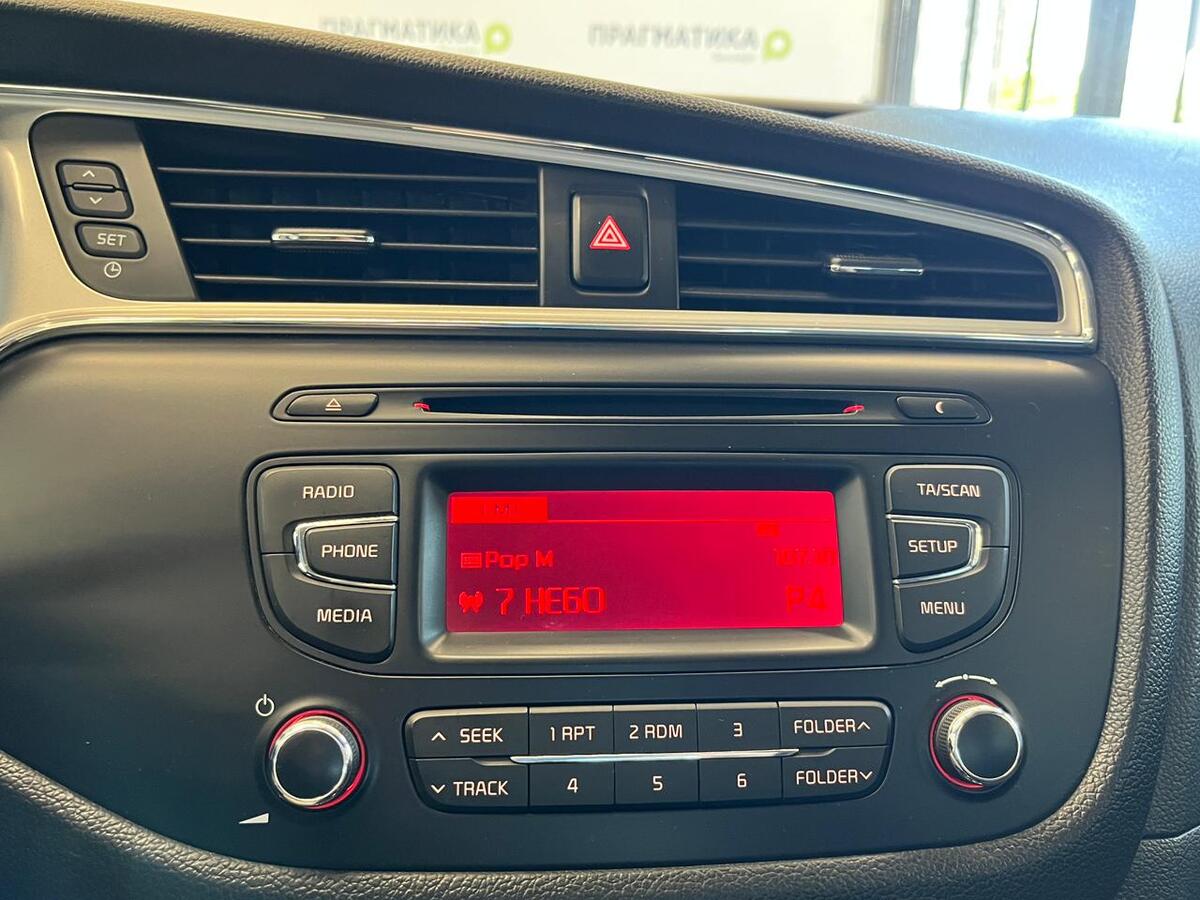 ПРАГМАТИКА
ПРАГМАТИКА
SET
RADIO
PHONE
MEDIA
Pop M
7 НЕБО
P4
TA/SCAN
SETUP
MENU
SEEK
1 RPT
2 RDM
3
FOLDER
TRACK
4
5
6
FOLDER